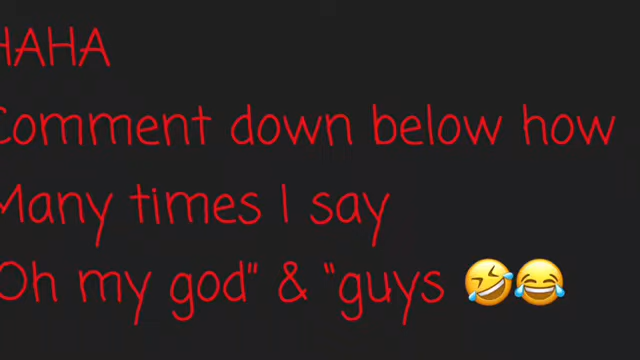 HAHA
Comment down below how
Many times I say
Oh my god" & "guys 🤣😂